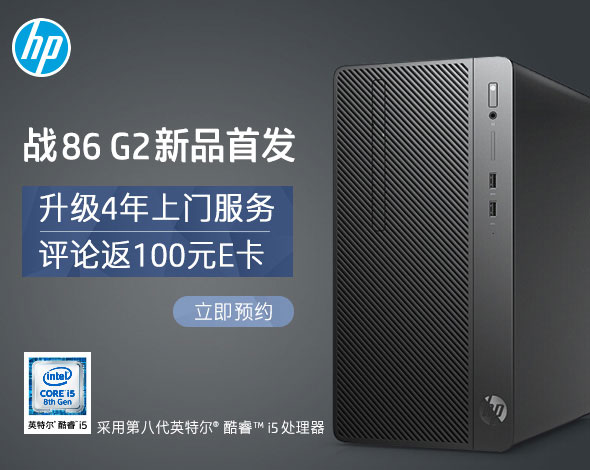 hp
战86 G2新品首发
升级4年上门服务
评论返100元E卡
立即预约
intel
CORE i5
8th Gen
英特尔® 酷睿™ i5
采用第八代英特尔® 酷睿™ i5 处理器
hp